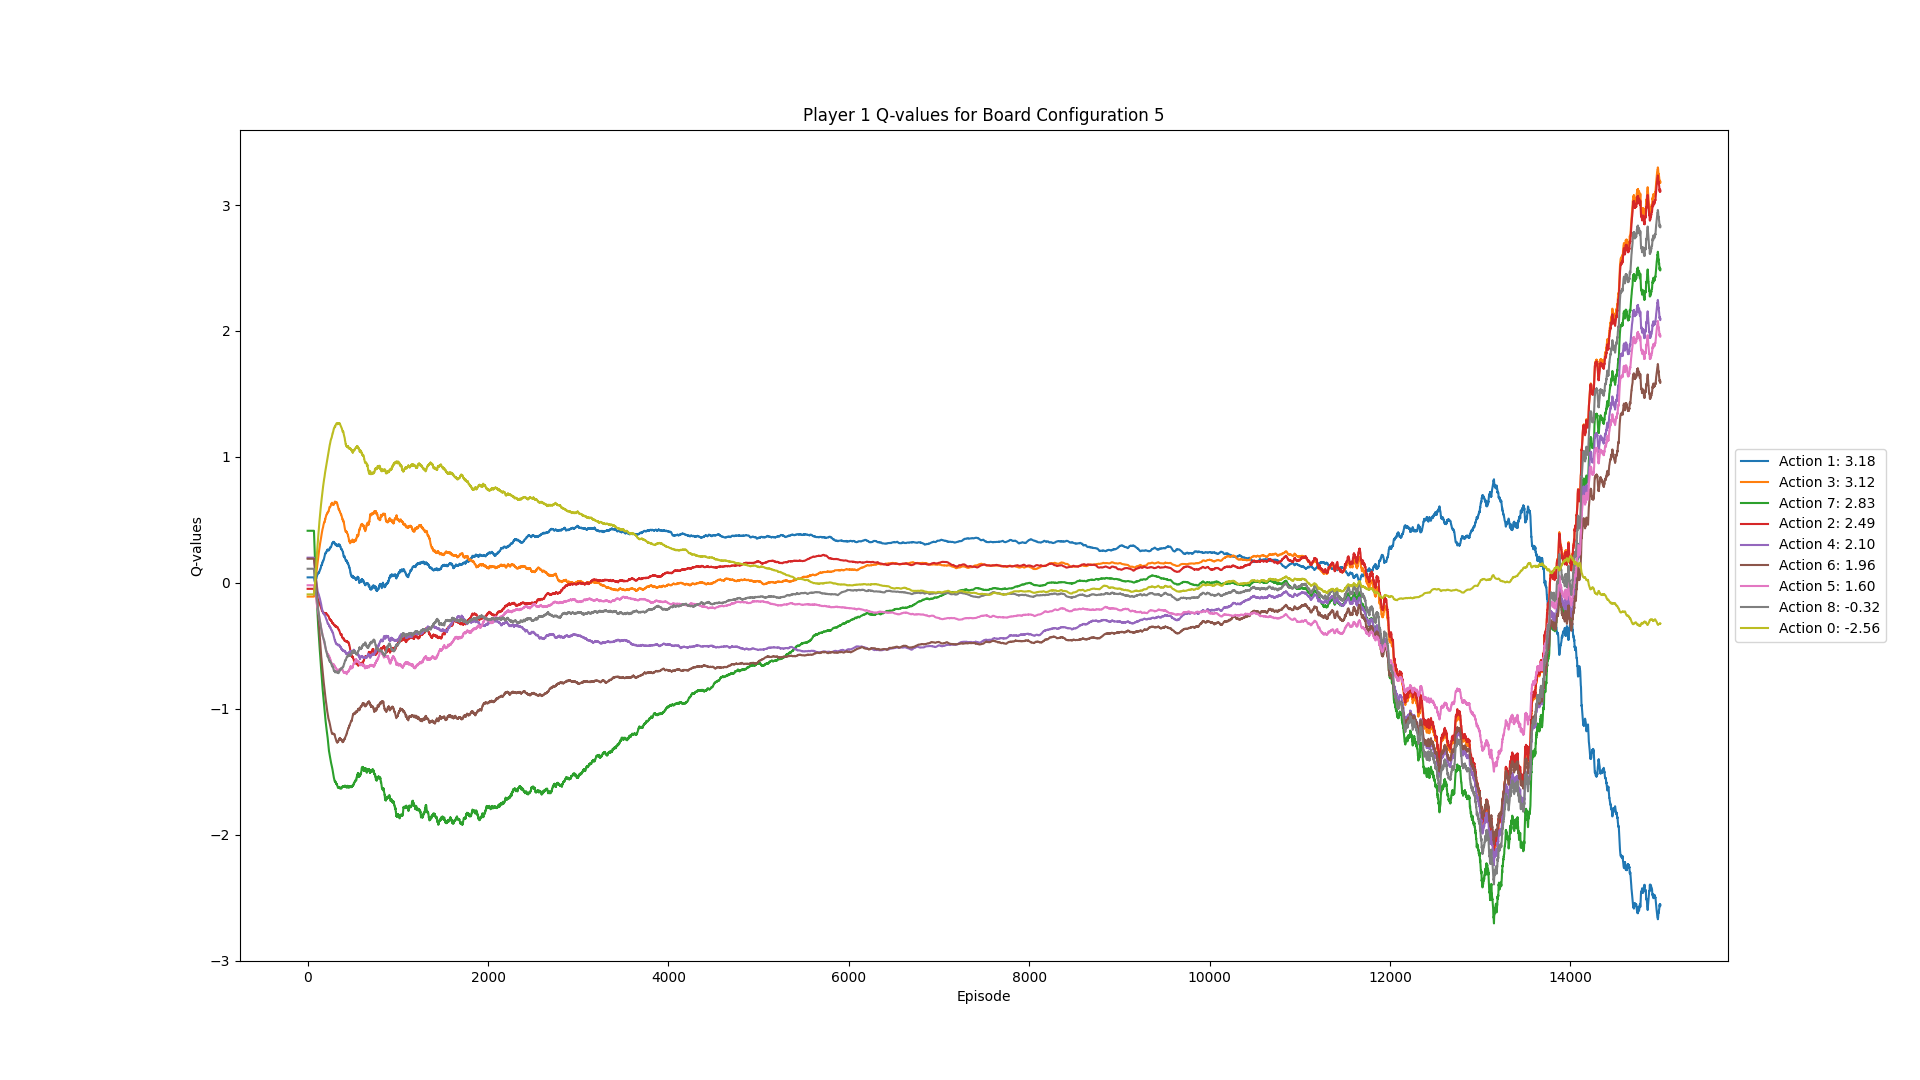 Player 1 Q-values for Board Configuration 5
Q-values
3
2
1
0
−1
−2
−3
0 2000 4000 6000 8000 10000 12000 14000
Episode
Action 1: 3.18
Action 3: 3.12
Action 7: 2.83
Action 2: 2.49
Action 4: 2.10
Action 6: 1.96
Action 5: 1.60
Action 8: -0.32
Action 0: -2.56